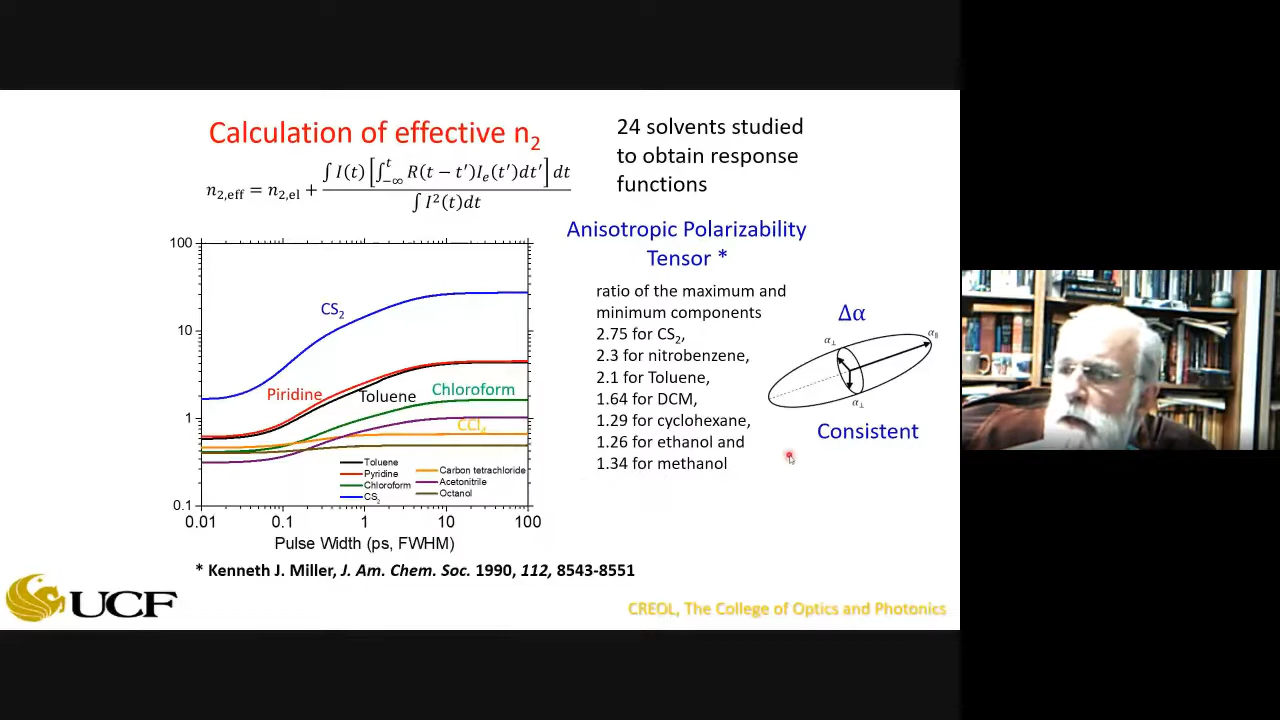 Calculation of effective n₂
n₂,eff = n₂,el + ∫ I(t) [∫₋∞ᵗ R(t − t′)Iₑ(t′)dt′] dt / ∫ I²(t)dt
24 solvents studied
to obtain response
functions
Anisotropic Polarizability
Tensor *
ratio of the maximum and
minimum components
2.75 for CS₂,
2.3 for nitrobenzene,
2.1 for Toluene,
1.64 for DCM,
1.29 for cyclohexane,
1.26 for ethanol and
1.34 for methanol
Δα
α⊥
α∥
α⊥
Consistent
100
10
1
0.1
CS₂
Piridine
Toluene
Chloroform
CCl₄
Toluene
Pyridine
Chloroform
CS₂
Carbon tetrachloride
Acetonitrile
Octanol
0.01 0.1 1 10 100
Pulse Width (ps, FWHM)
* Kenneth J. Miller, J. Am. Chem. Soc. 1990, 112, 8543-8551
UCF
CREOL, The College of Optics and Photonics